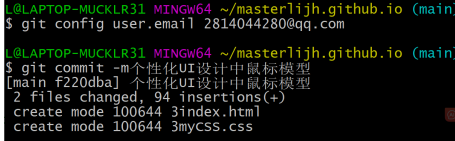 L@LAPTOP-MUCKLR31 MINGW64 ~/masterlijh.github.io (main)
$ git config user.email 2814044280@qq.com
L@LAPTOP-MUCKLR31 MINGW64 ~/masterlijh.github.io (main)
$ git commit -m个性化UI设计中鼠标模型
[main f220dba] 个性化UI设计中鼠标模型
2 files changed, 94 insertions(+)
create mode 100644 3index.html
create mode 100644 3mycss.css